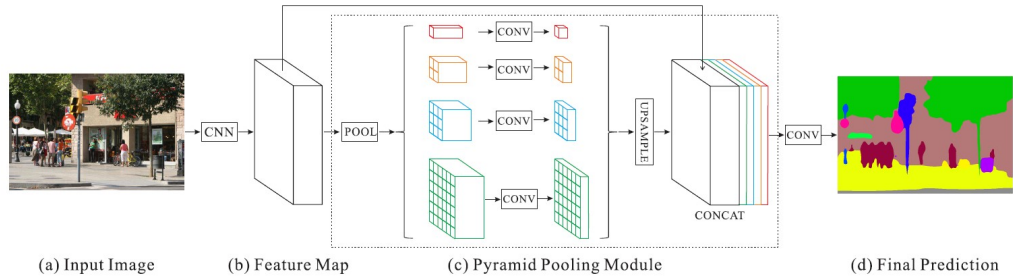 CNN
POOL
CONV
CONV
CONV
CONV
UPSAMPLE
CONCAT
CONV
(a) Input Image
(b) Feature Map
(c) Pyramid Pooling Module
(d) Final Prediction